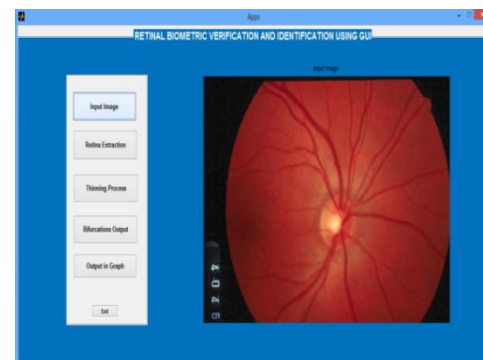 Apps
RETINAL BIOMETRIC VERIFICATION AND IDENTIFICATION USING GUI
Input Image
Input Image
Retina Extraction
Thinning Process
Bifurcations Output
Output in Graph
Exit
4045